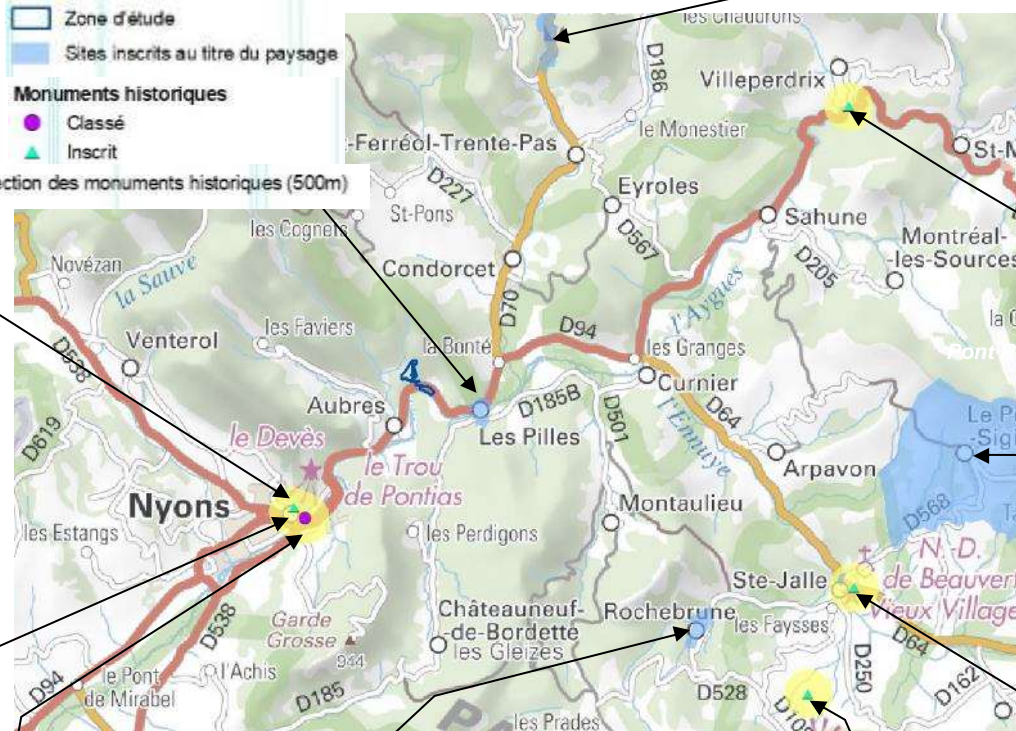 Zone d'étude
Sites inscrits au titre du paysage
Monuments historiques
Classé
Inscrit
ection des monuments historiques (500m)
les Chaudrons
D186
Villeperdrix
le Monestier
-Ferréol-Trente-Pas
St-M
D227
Eyroles
St-Pons
Sahune
les Cognets
D567
Montréal-
-les-Sources
Novézan
la Sauve
Condorcet
D205
l'Aygues
D70
les Faviers
Venterol
D94
la Bonté
les Granges
la C
Pont
D538
Curnier
D185B
Aubres
D64
Les Pilles
D501
l'Ennuye
Le P
-Sigi
D619
le Devès
Arpavon
le Trou
de Pontias
Nyons
Montaulieu
D568
Ta
les Estangs
les Perdigons
N.-D.
de Beauvert
Vieux Village
Ste-Jalle
Châteauneuf-
-de-Bordette
les Gleizes
Rochebrune
les Faysses
Garde
Grosse
944
D538
D64
D94
le Pont
de Mirabel
l'Achis
D185
D250
D162
D528
les Prades